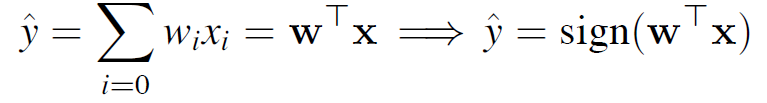 ŷ = ∑_{i=0} w_i x_i = **w**^⊤ **x** ⟹ ŷ = sign(**w**^⊤ **x**)